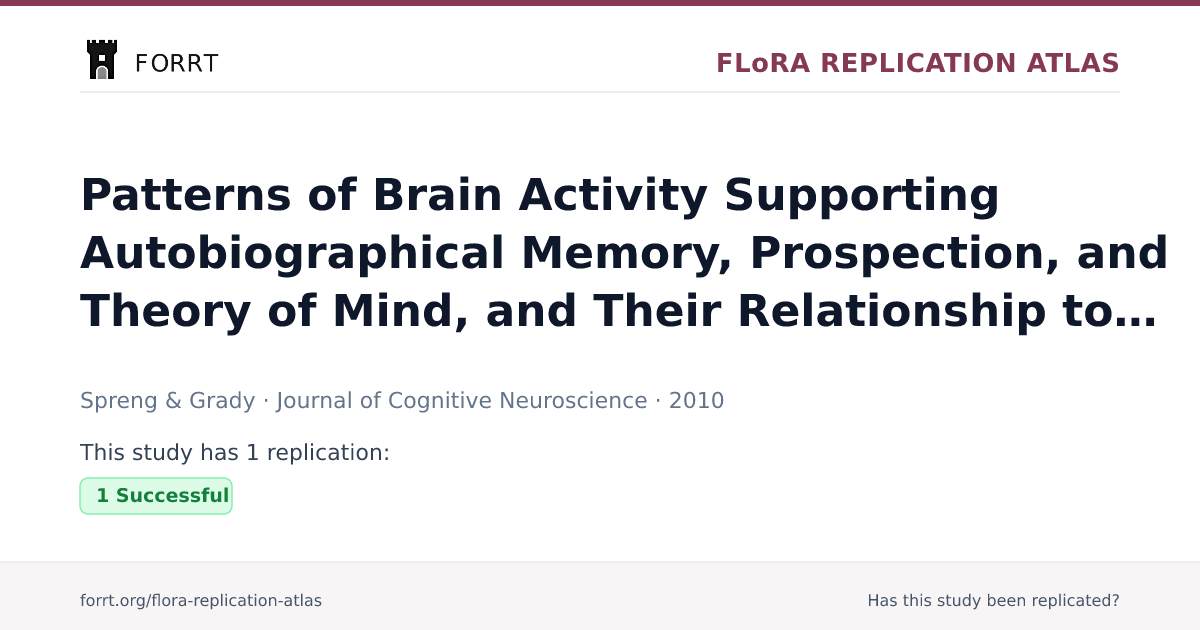 FORRT
FLoRA REPLICATION ATLAS
Patterns of Brain Activity Supporting
Autobiographical Memory, Prospection, and
Theory of Mind, and Their Relationship to…
Spreng & Grady · Journal of Cognitive Neuroscience · 2010
This study has 1 replication:
1 Successful
forrt.org/flora-replication-atlas
Has this study been replicated?